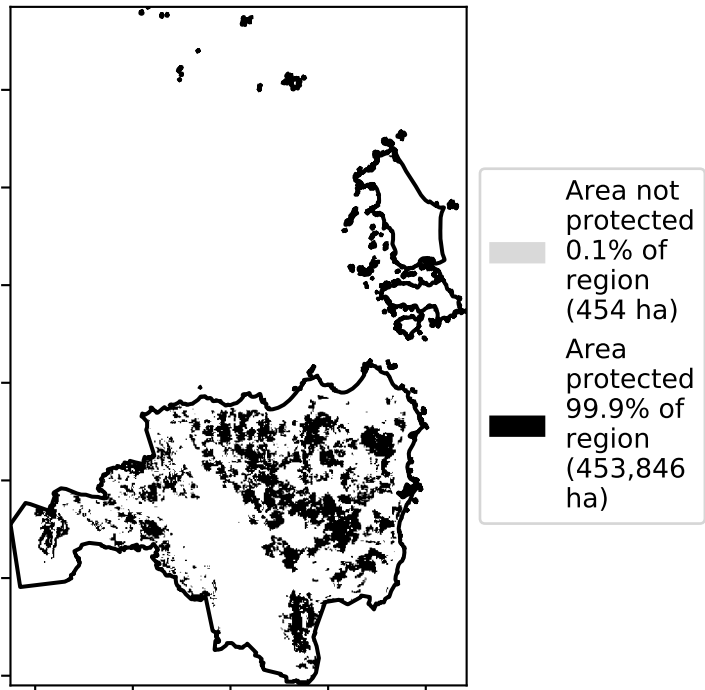 Area not
protected
0.1% of
region
(454 ha)
Area
protected
99.9% of
region
(453,846
ha)